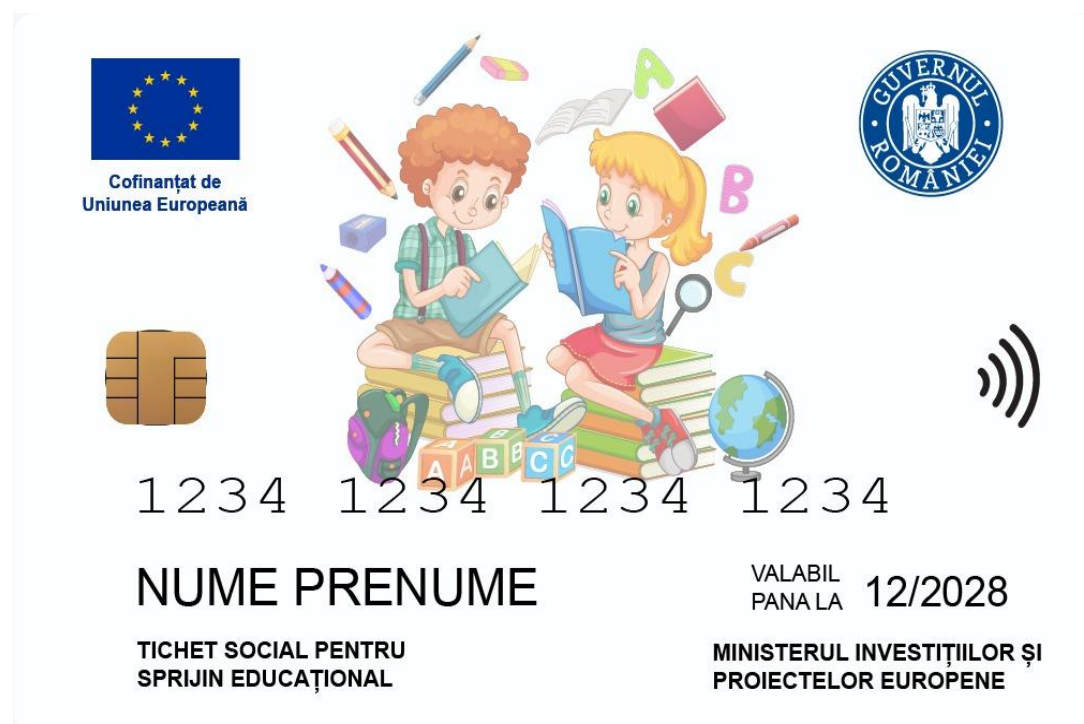 GUVERNUL ROMÂNIEI
Cofinanțat de
Uniunea Europeană
A
B
C
A A B B C C
1234 1234 1234 1234
NUME PRENUME
VALABIL
PANA LA 12/2028
TICHET SOCIAL PENTRU
SPRIJIN EDUCAȚIONAL
MINISTERUL INVESTIȚIILOR ȘI
PROIECTELOR EUROPENE